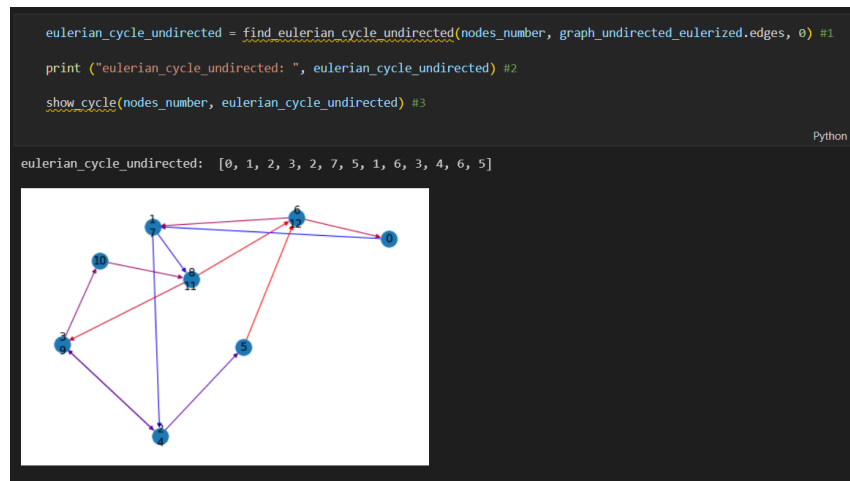 eulerian_cycle_undirected = find_eulerian_cycle_undirected(nodes_number, graph_undirected_eulerized.edges, 0) #1
print ("eulerian_cycle_undirected: ", eulerian_cycle_undirected) #2
show_cycle(nodes_number, eulerian_cycle_undirected) #3
Python
eulerian_cycle_undirected:  [0, 1, 2, 3, 2, 7, 5, 1, 6, 3, 4, 6, 5]
6
12
1
7
0
10
8
11
3
9
5
2
4